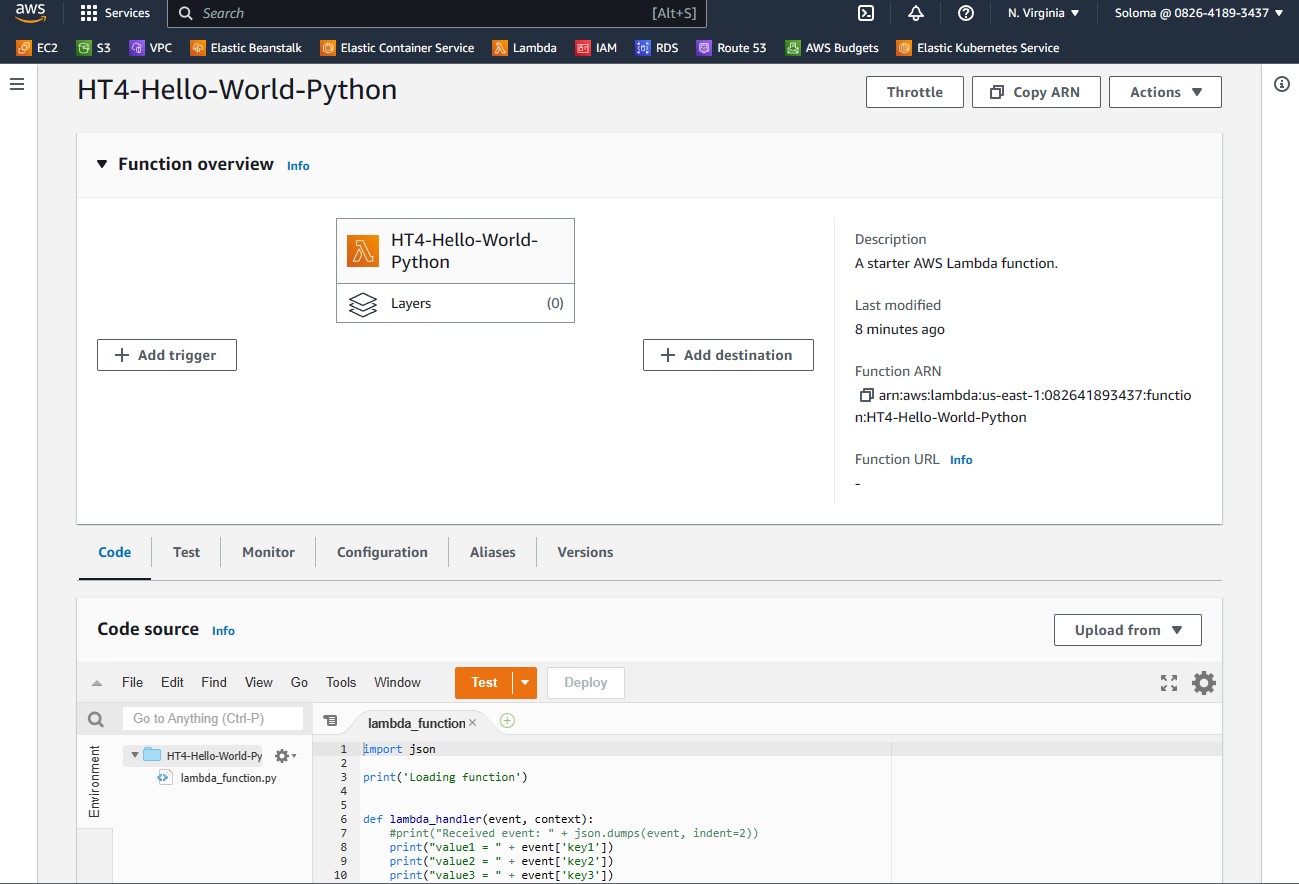 aws Services Search [Alt+S] N. Virginia Soloma @ 0826-4189-3437
EC2 S3 VPC Elastic Beanstalk Elastic Container Service Lambda IAM RDS Route 53 AWS Budgets Elastic Kubernetes Service
HT4-Hello-World-Python
Throttle Copy ARN Actions
Function overview Info
HT4-Hello-World-
Python
Layers (0)
Add trigger
Add destination
Description
A starter AWS Lambda function.
Last modified
8 minutes ago
Function ARN
arn:aws:lambda:us-east-1:082641893437:functio
n:HT4-Hello-World-Python
Function URL Info
-
Code Test Monitor Configuration Aliases Versions
Code source Info
Upload from
File Edit Find View Go Tools Window Test Deploy
Go to Anything (Ctrl-P)
lambda_function
Environment
HT4-Hello-World-Py
lambda_function.py
1 import json
2
3 print('Loading function')
4
5
6 def lambda_handler(event, context):
7 #print("Received event: " + json.dumps(event, indent=2))
8 print("value1 = " + event['key1'])
9 print("value2 = " + event['key2'])
10 print("value3 = " + event['key3'])